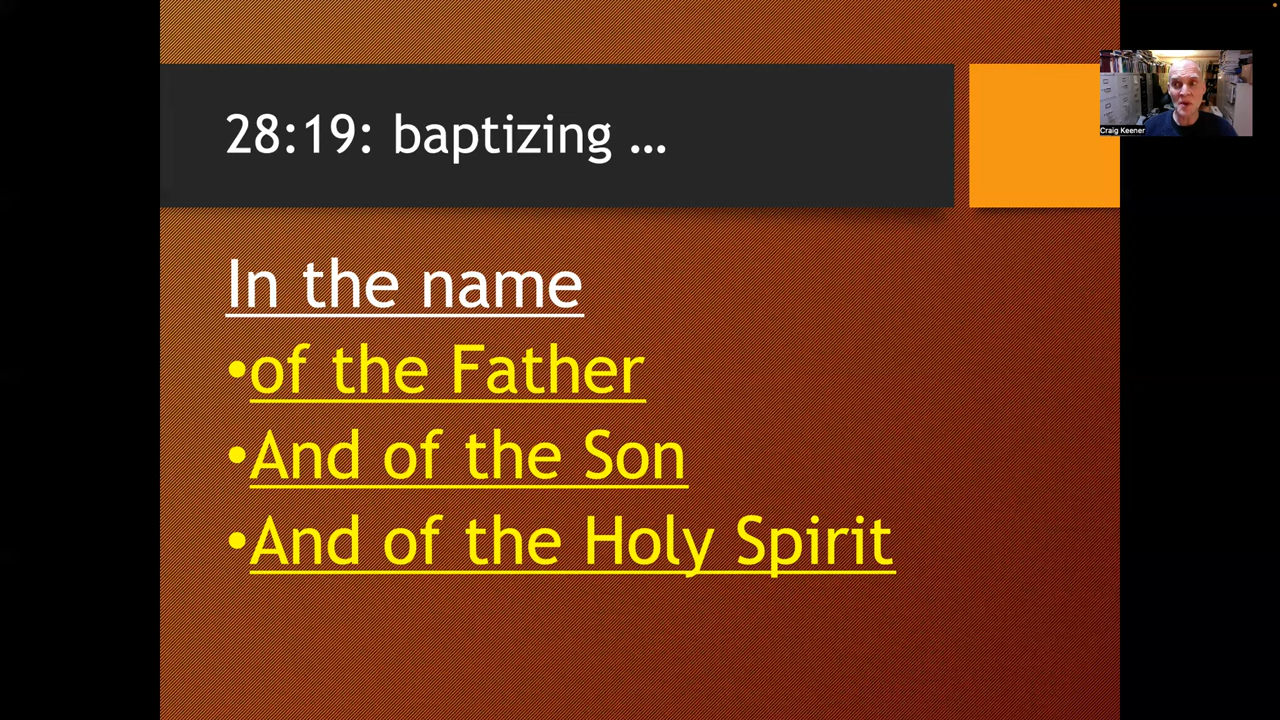 28:19: baptizing …
Craig Keener
In the name
•of the Father
•And of the Son
•And of the Holy Spirit